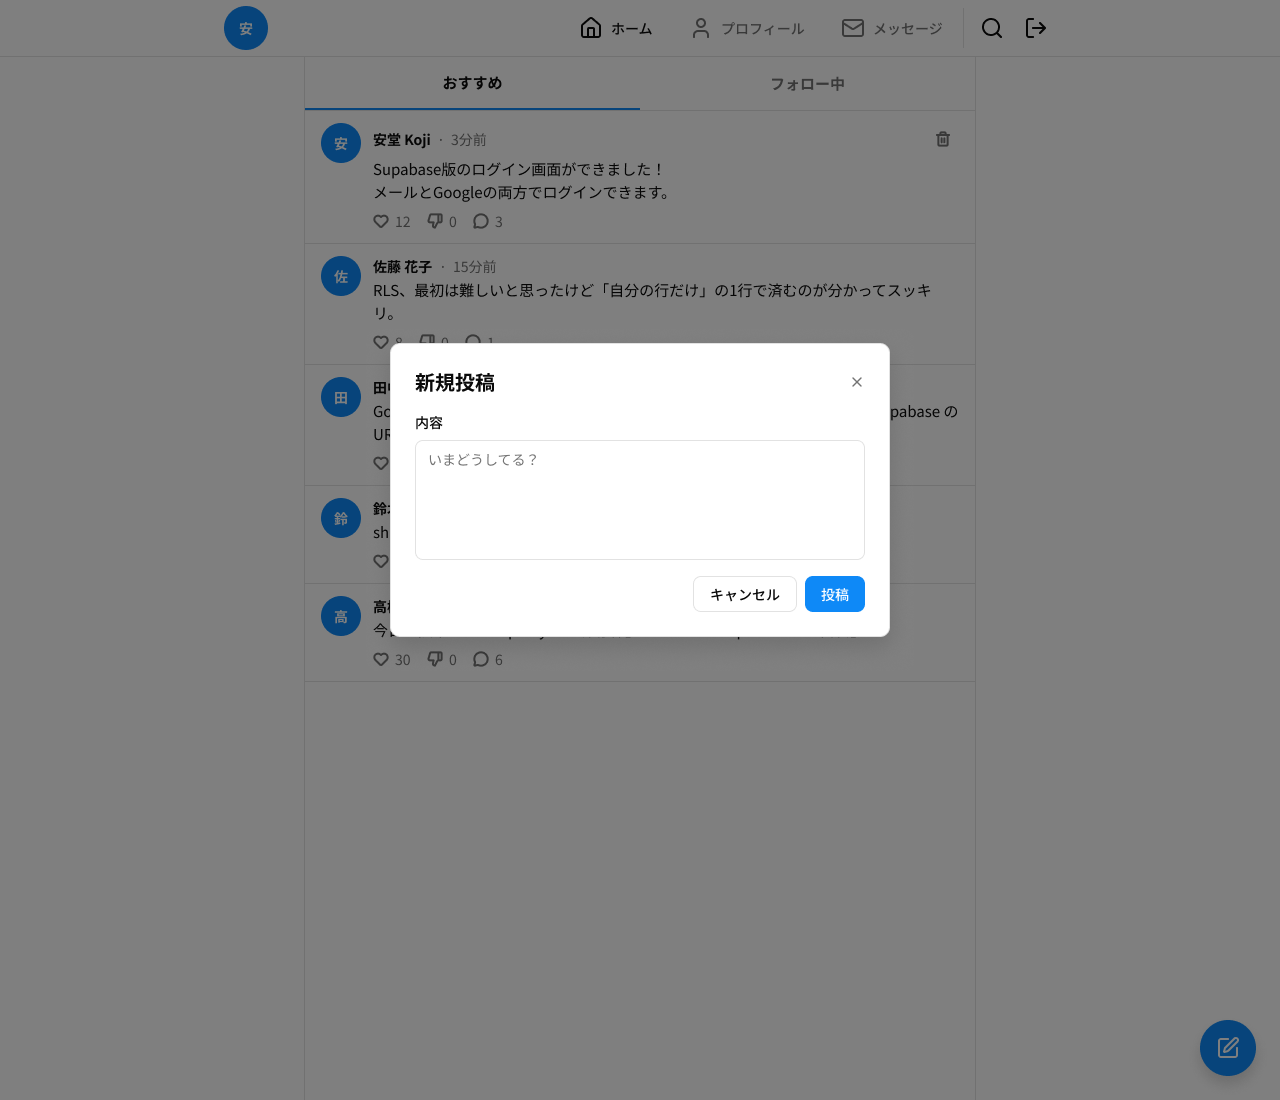 安
ホーム
プロフィール
メッセージ
おすすめ
フォロー中
安
安堂 Koji · 3分前
Supabase版のログイン画面ができました！
メールとGoogleの両方でログインできます。
12 0 3
佐
佐藤 花子 · 15分前
RLS、最初は難しいと思ったけど「自分の行だけ」の1行で済むのが分かってスッキ
リ。
新規投稿
内容
いまどうしてる？
キャンセル
投稿
田
pabase の
鈴
高
30 0 6